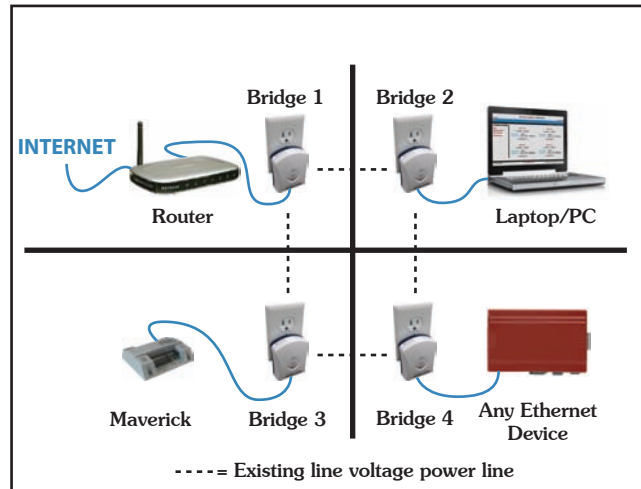 Bridge 1
Bridge 2
INTERNET
Router
Laptop/PC
Maverick
Bridge 3
Bridge 4
Any Ethernet
Device
-----= Existing line voltage power line